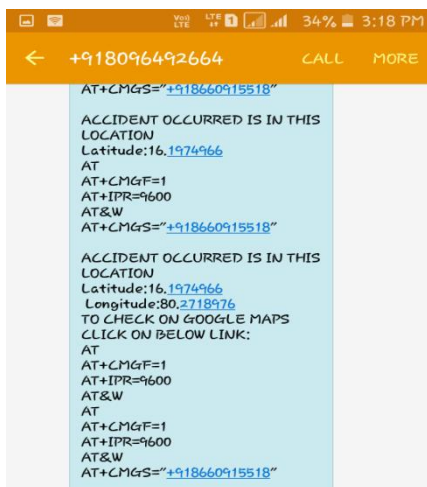 Voil LTE LTE 1 34% 3:18 PM
+918096492664 CALL MORE
AT+CMGS="+918660915518"
ACCIDENT OCCURRED IS IN THIS
LOCATION
Latitude:16.1974966
AT
AT+CMGF=1
AT+IPR=9600
AT&W
AT+CMGS="+918660915518"
ACCIDENT OCCURRED IS IN THIS
LOCATION
Latitude:16.1974966
Longitude:80.2718976
TO CHECK ON GOOGLE MAPS
CLICK ON BELOW LINK:
AT
AT+CMGF=1
AT+IPR=9600
AT&W
AT
AT+CMGF=1
AT+IPR=9600
AT&W
AT+CMGS="+918660915518"